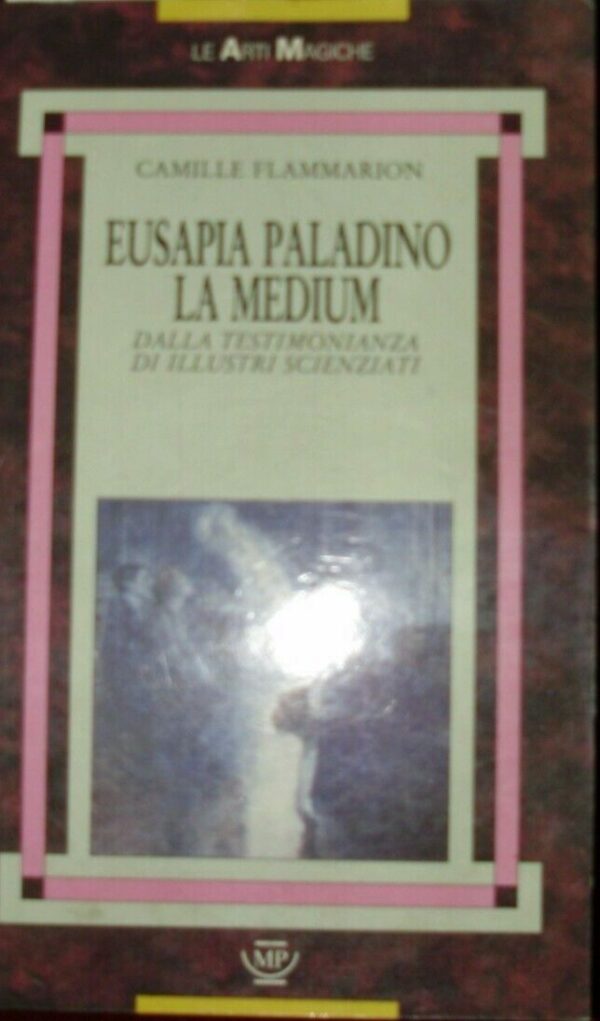 LE ARTI MAGICHE
CAMILLE FLAMMARION
EUSAPIA PALADINO
LA MEDIUM
DALLA TESTIMONIANZA
DI ILLUSTRI SCIENZIATI
MP